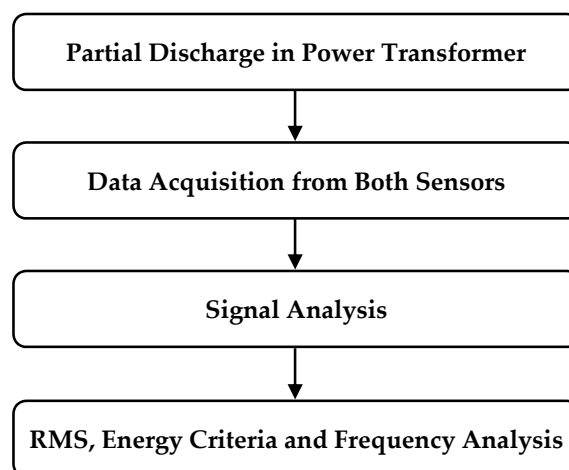 Partial Discharge in Power Transformer
Data Acquisition from Both Sensors
Signal Analysis
RMS, Energy Criteria and Frequency Analysis